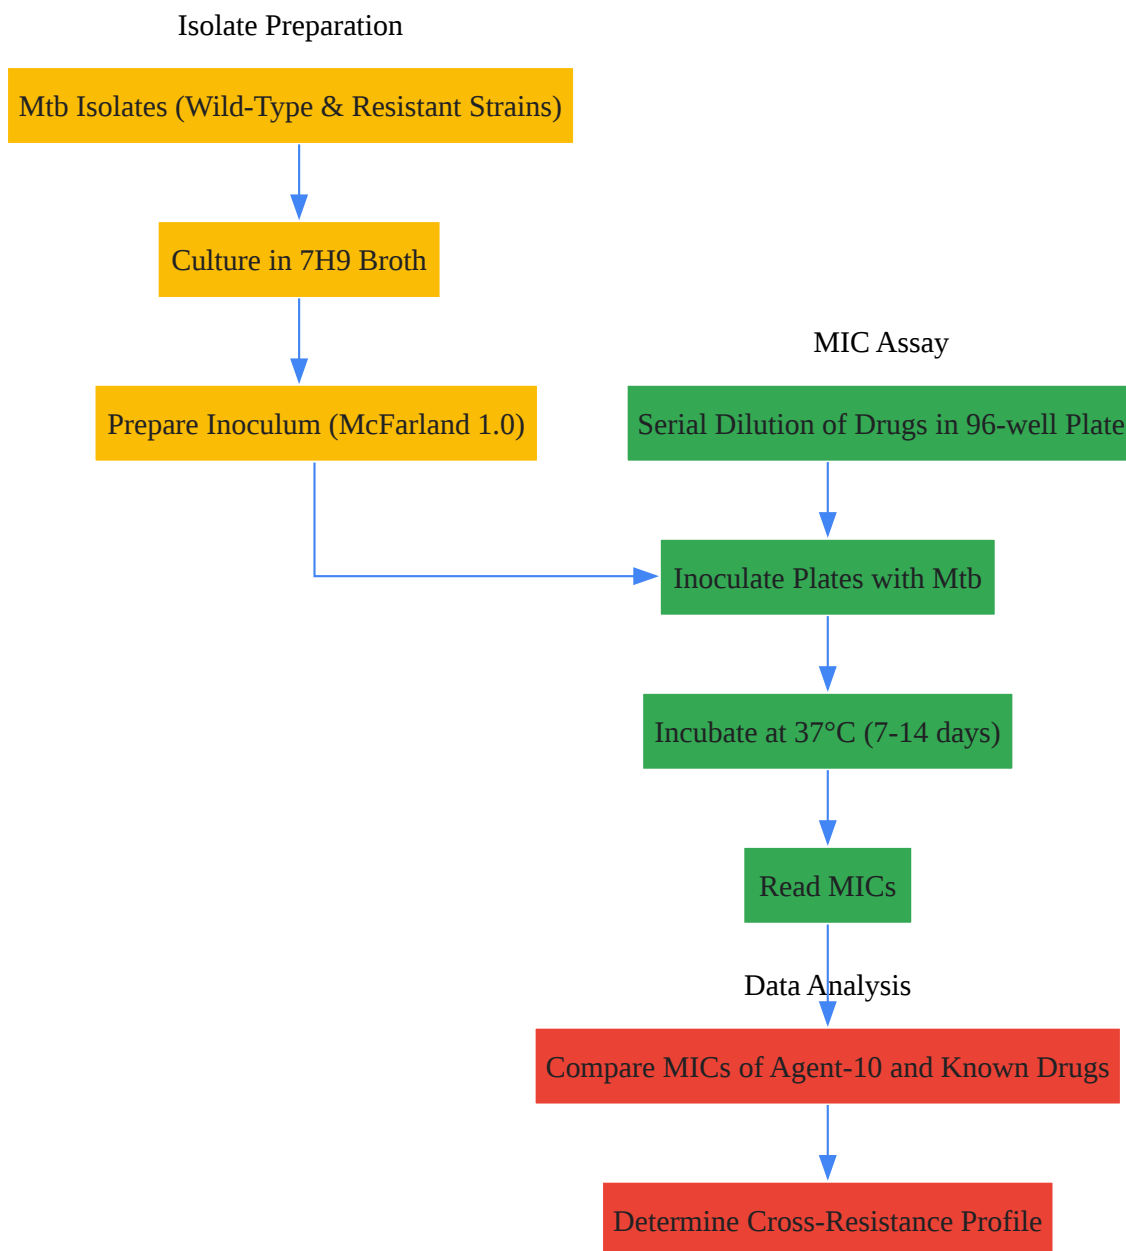 Isolate Preparation
Mtb Isolates (Wild-Type & Resistant Strains)
Culture in 7H9 Broth
Prepare Inoculum (McFarland 1.0)
MIC Assay
Serial Dilution of Drugs in 96-well Plate
Inoculate Plates with Mtb
Incubate at 37°C (7-14 days)
Read MICs
Data Analysis
Compare MICs of Agent-10 and Known Drugs
Determine Cross-Resistance Profile